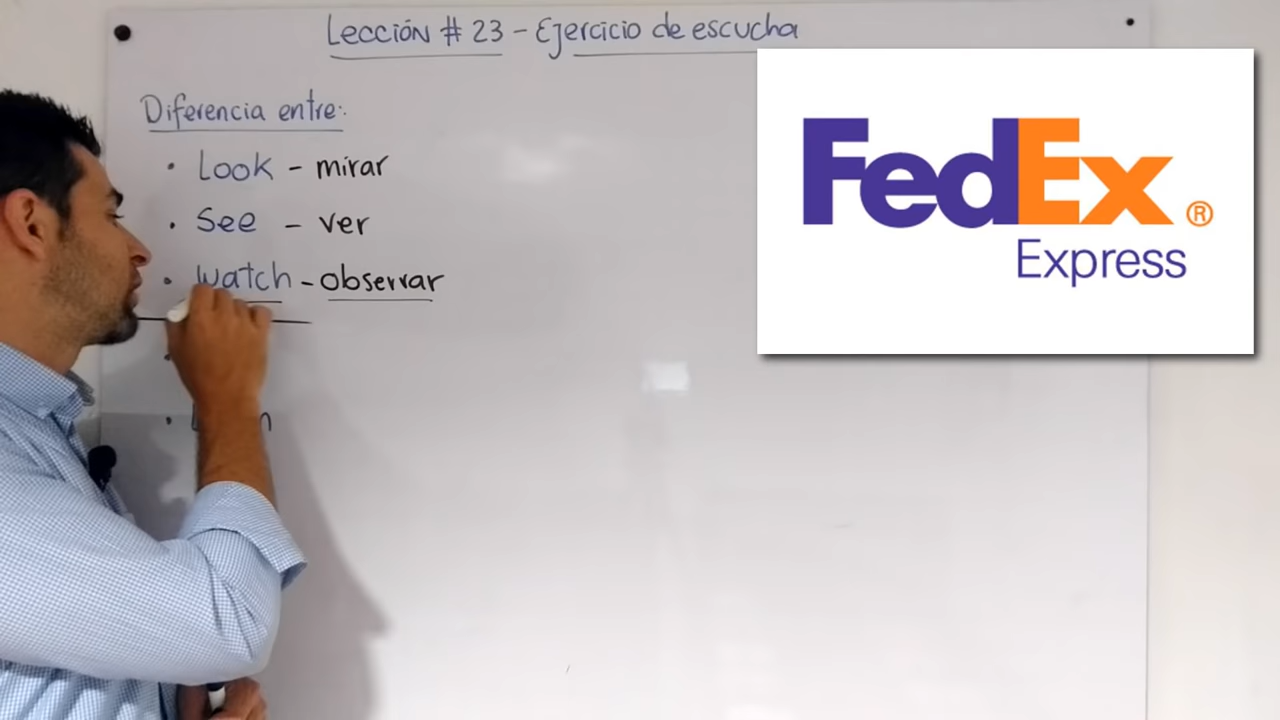 Lección # 23 - Ejercicio de escucha
Diferencia entre:
• Look - mirar
• See - ver
• Watch - observar
FedEx ®
Express